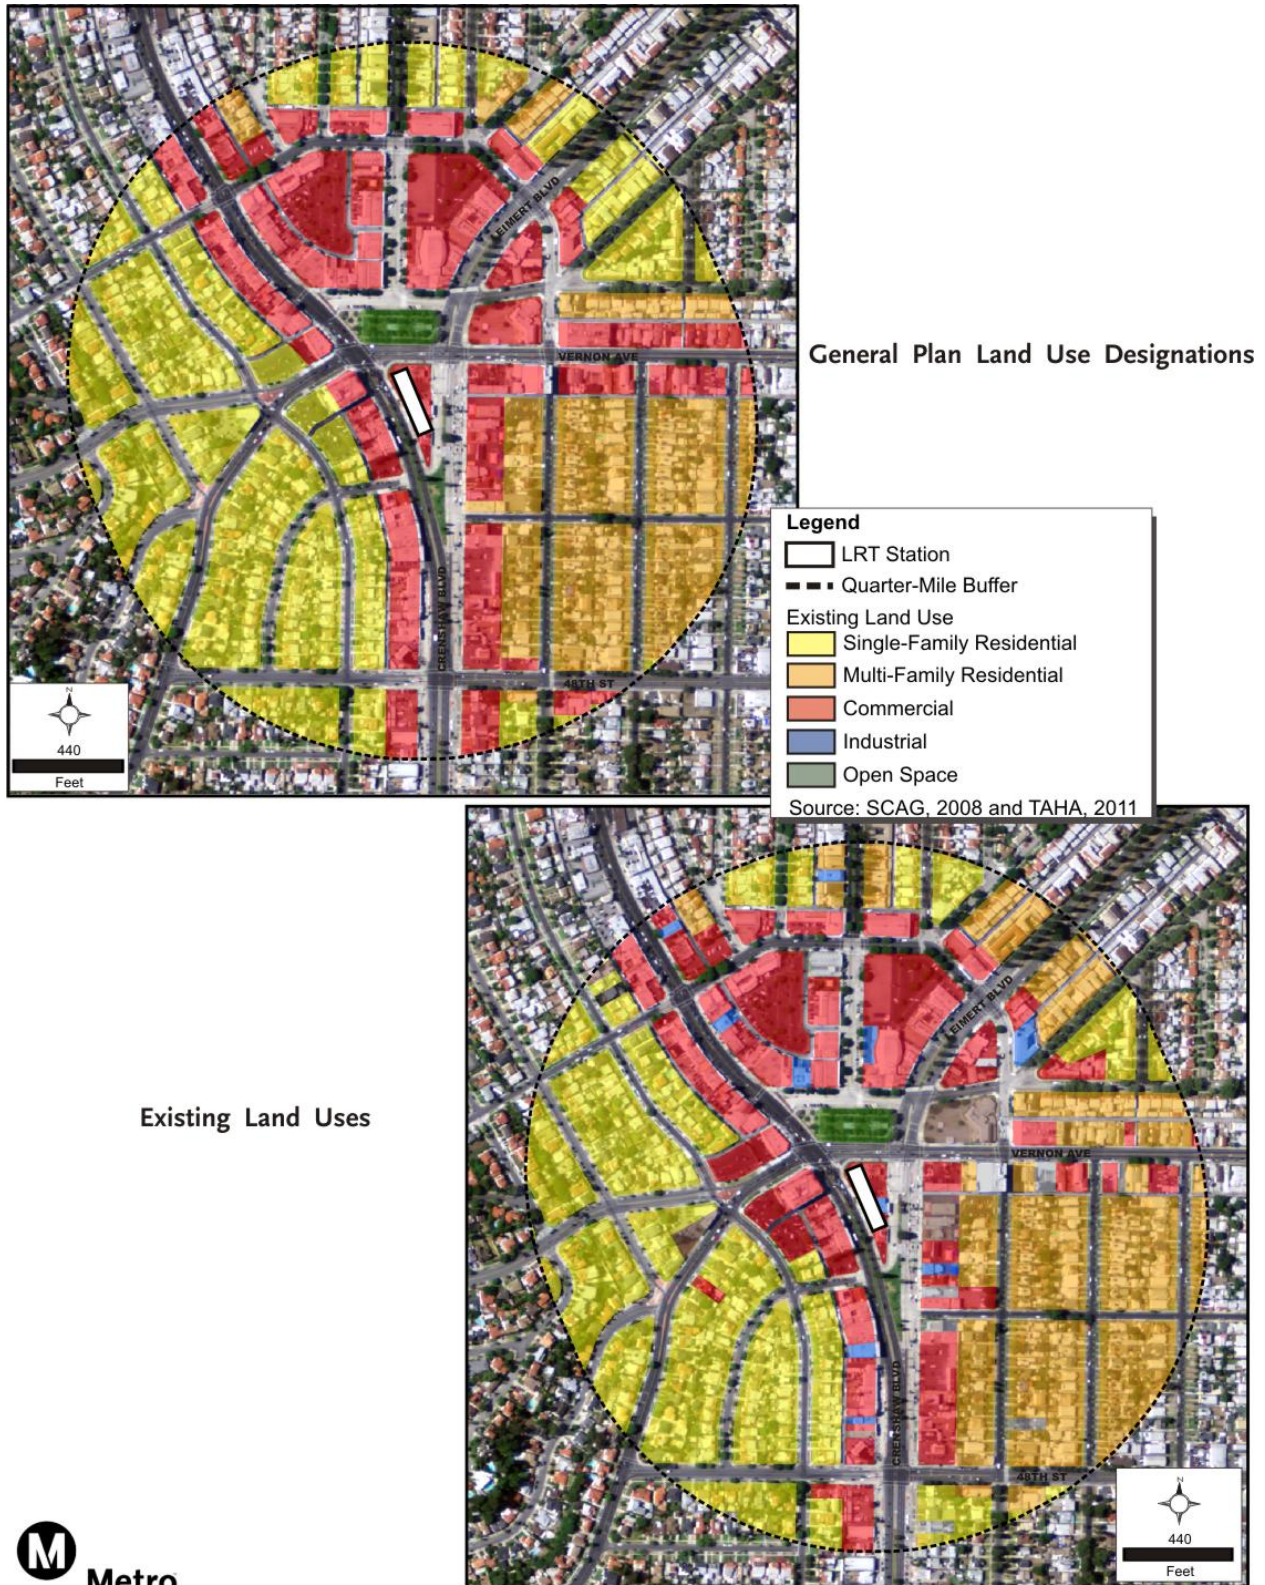 LEIMERT BLVD
VERNON AVE
CRENSHAW BLVD
48TH ST
N
440
Feet
General Plan Land Use Designations
Legend
LRT Station
Quarter-Mile Buffer
Existing Land Use
Single-Family Residential
Multi-Family Residential
Commercial
Industrial
Open Space
Source: SCAG, 2008 and TAHA, 2011
Existing Land Uses
LEIMERT BLVD
VERNON AVE
CRENSHAW BLVD
48TH ST
N
440
Feet
M
Metro